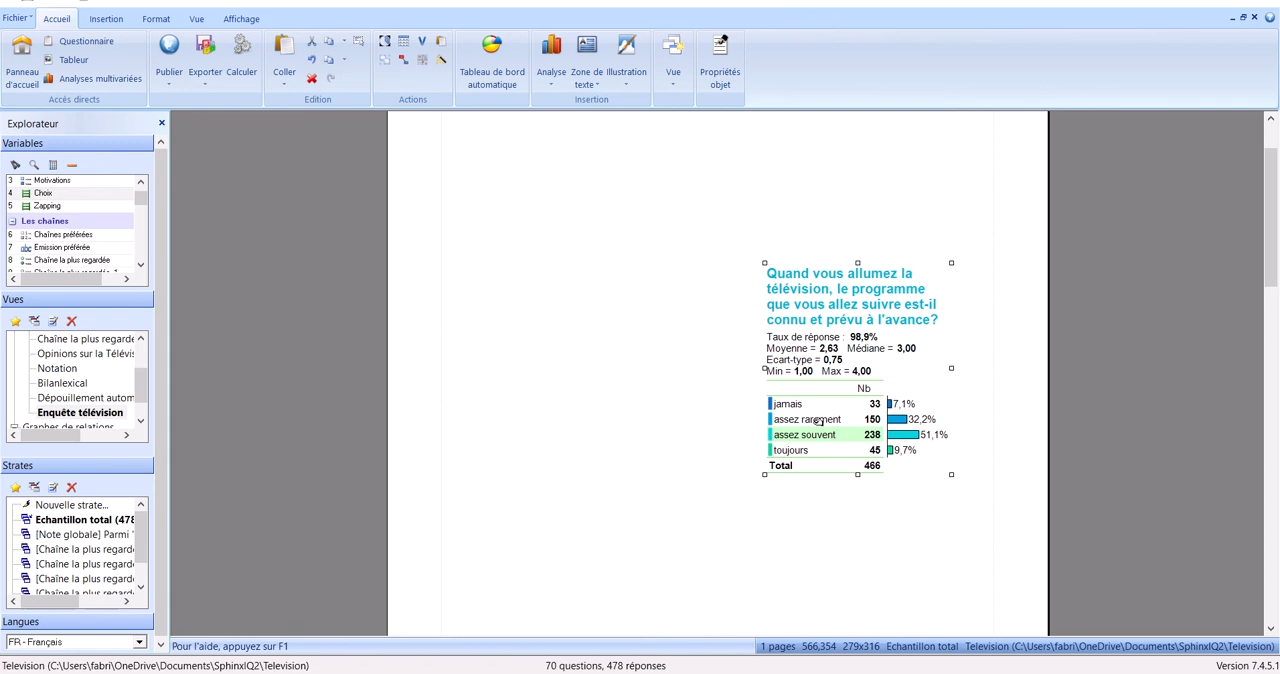 Fichier
Accueil
Insertion
Format
Vue
Affichage
Panneau d'accueil
Questionnaire
Tableur
Analyses multivariées
Accès directs
Publier
Exporter
Calculer
Coller
Edition
Actions
Tableau de bord automatique
Analyse
Zone de texte
Illustration
Insertion
Vue
Propriétés objet
Explorateur
Variables
3 Motivations
4 Choix
5 Zapping
Les chaînes
6 Chaînes préférées
7 Emission préférée
8 Chaîne la plus regardée
Vues
Chaîne la plus regardée
Opinions sur la Télévis
Notation
Bilanlexical
Dépouillement autom
Enquête télévision
Graphes de relations
Strates
Nouvelle strate...
Echantillon total (478
[Note globale] Parmi
[Chaîne la plus regard
[Chaîne la plus regard
[Chaîne la plus regard
[Chaîne la plus regard
Langues
FR - Français
Quand vous allumez la
télévision, le programme
que vous allez suivre est-il
connu et prévu à l'avance?
Taux de réponse : 98,9%
Moyenne = 2,63 Médiane = 3,00
Ecart-type = 0,75
Min = 1,00 Max = 4,00
Nb
jamais 33 7,1%
assez rarement 150 32,2%
assez souvent 238 51,1%
toujours 45 9,7%
Total 466
Pour l'aide, appuyez sur F1
1 pages 566,354 279x316 Echantillon total Television (C:\Users\fabri\OneDrive\Documents\SphinxIQ2\Television)
Television (C:\Users\fabri\OneDrive\Documents\SphinxIQ2\Television)
70 questions, 478 réponses
Version 7.4.5.1